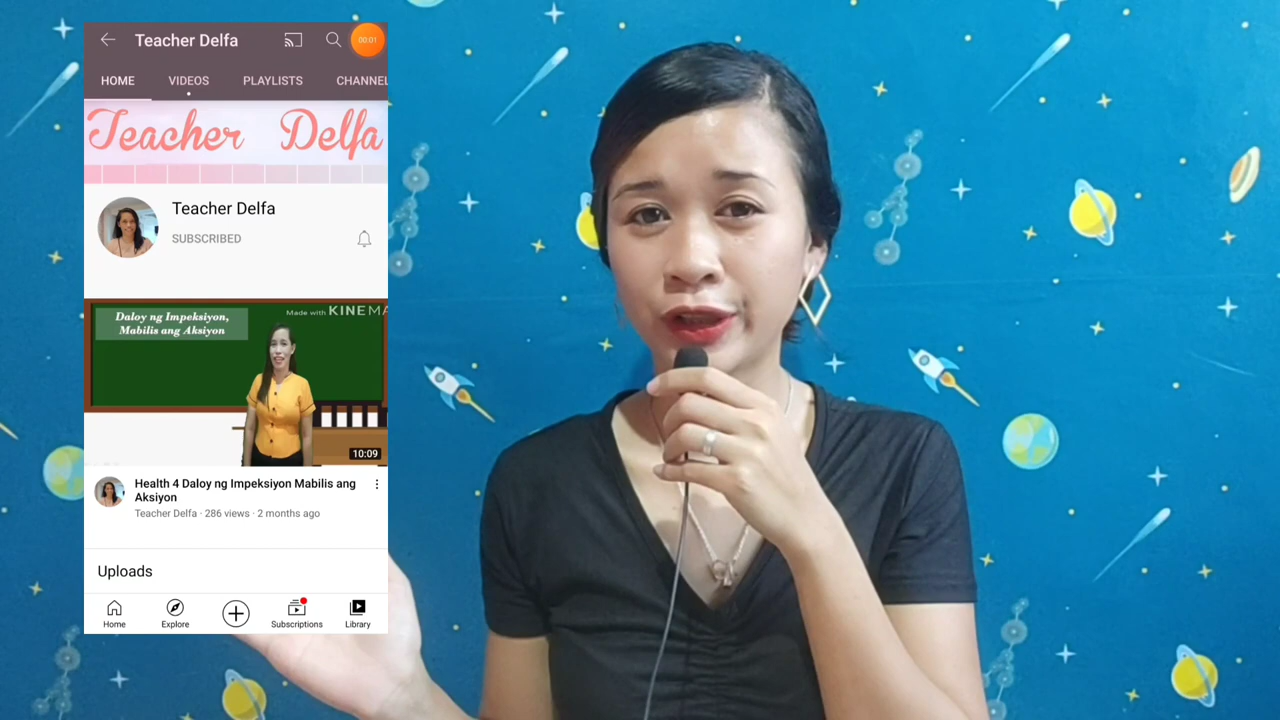 Teacher Delfa
00:01
HOME VIDEOS PLAYLISTS CHANNEL
Teacher Delfa
Teacher Delfa
SUBSCRIBED
Daloy ng Impeksiyon,
Mabilis ang Aksiyon
Made with KINEMA
10:09
Health 4 Daloy ng Impeksiyon Mabilis ang
Aksiyon
Teacher Delfa · 286 views · 2 months ago
Uploads
Home Explore Subscriptions Library